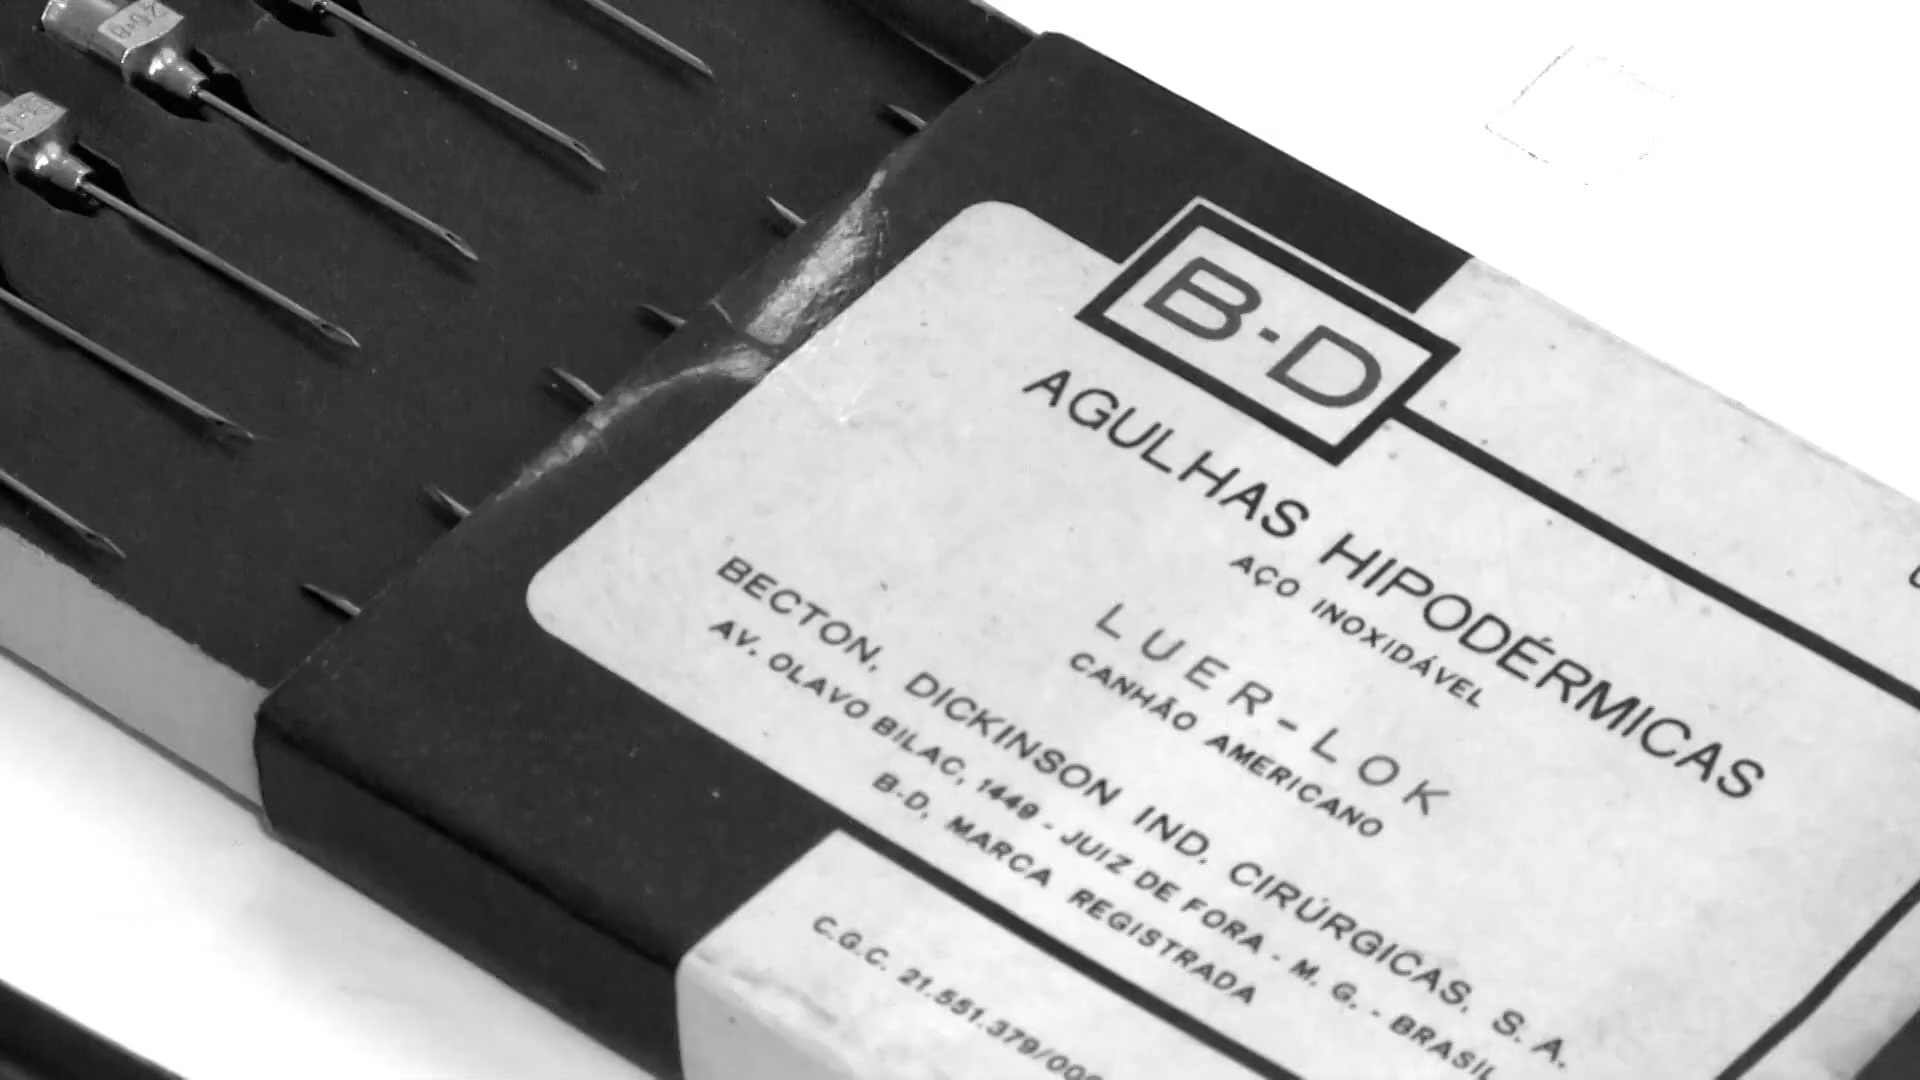 B-D
AGULHAS HIPODÉRMICAS
AÇO INOXIDÁVEL
LUER-LOK
CANHÃO AMERICANO
BECTON, DICKINSON IND. CIRÚRGICAS, S. A.
AV. OLAVO BILAC, 1449 - JUIZ DE FORA - M. G. - BRASIL
B-D, MARCA REGISTRADA
C.G.C. 21.551.379/000